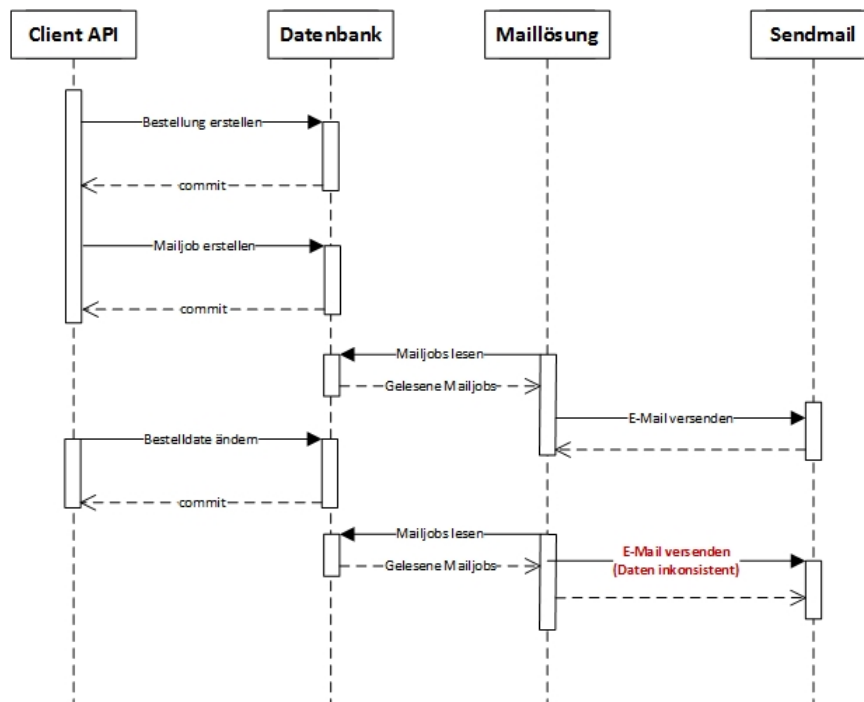 Client API
Datenbank
Maillösung
Sendmail
Bestellung erstellen
commit
Mailjob erstellen
commit
Mailjobs lesen
Gelesene Mailjobs
E-Mail versenden
Bestelldate ändern
commit
Mailjobs lesen
Gelesene Mailjobs
E-Mail versenden
(Daten inkonsistent)